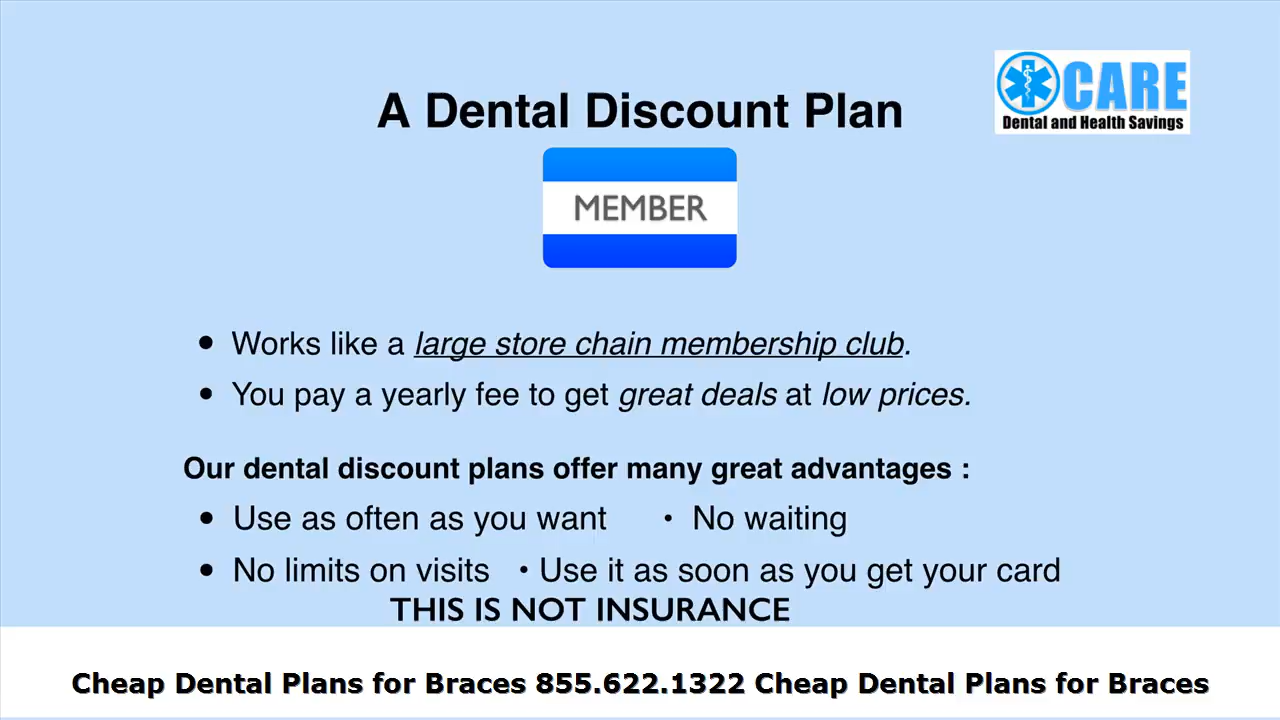 A Dental Discount Plan
CARE
Dental and Health Savings
MEMBER
• Works like a large store chain membership club.
• You pay a yearly fee to get great deals at low prices.
Our dental discount plans offer many great advantages :
• Use as often as you want • No waiting
• No limits on visits • Use it as soon as you get your card
THIS IS NOT INSURANCE
Cheap Dental Plans for Braces 855.622.1322 Cheap Dental Plans for Braces